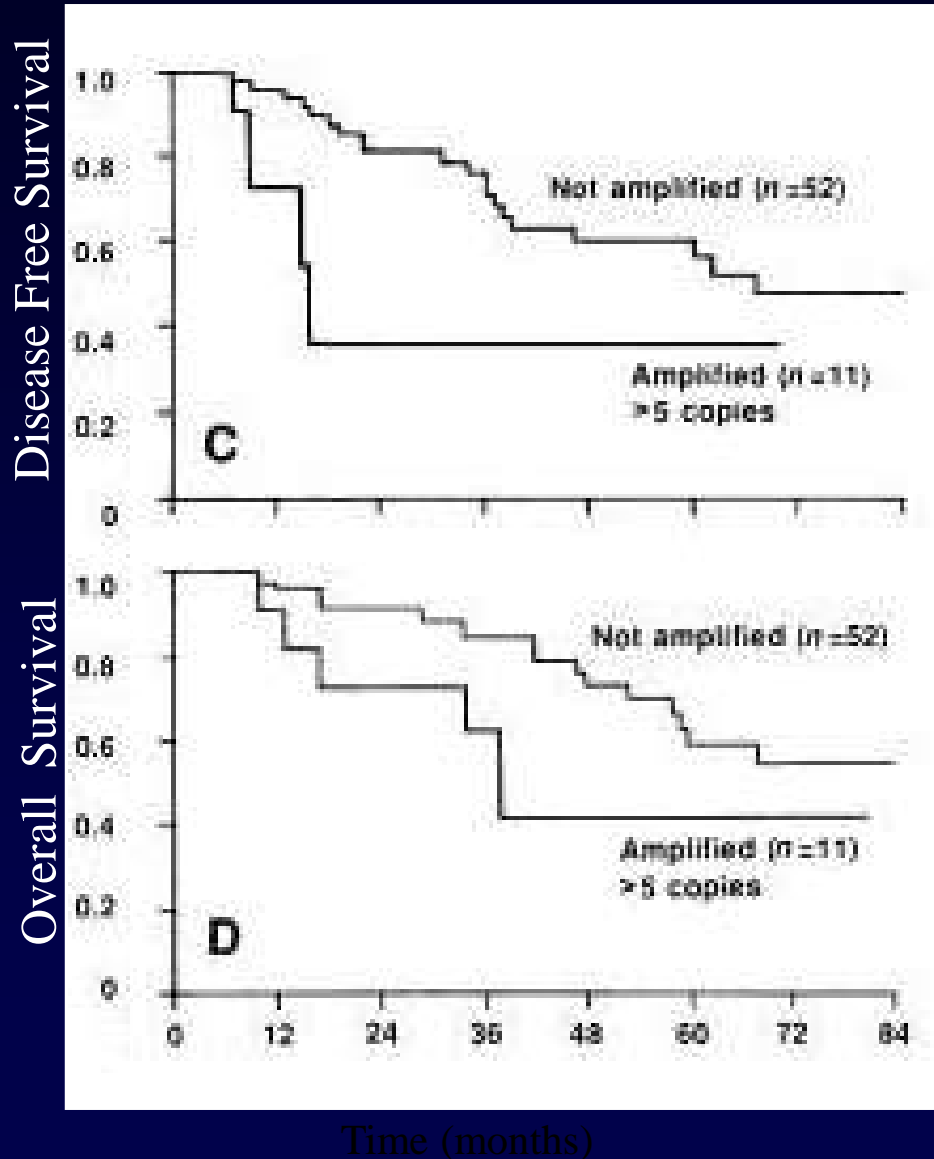 Disease Free Survival
1.0
0.8
Not amplified (n=52)
0.6
0.4
Amplified (n=11)
>5 copies
0.2
C
0
Overall Survival
1.0
Not amplified (n=52)
0.8
0.6
0.4
Amplified (n=11)
>5 copies
0.2
D
0
0 12 24 36 48 60 72 84
Time (months)